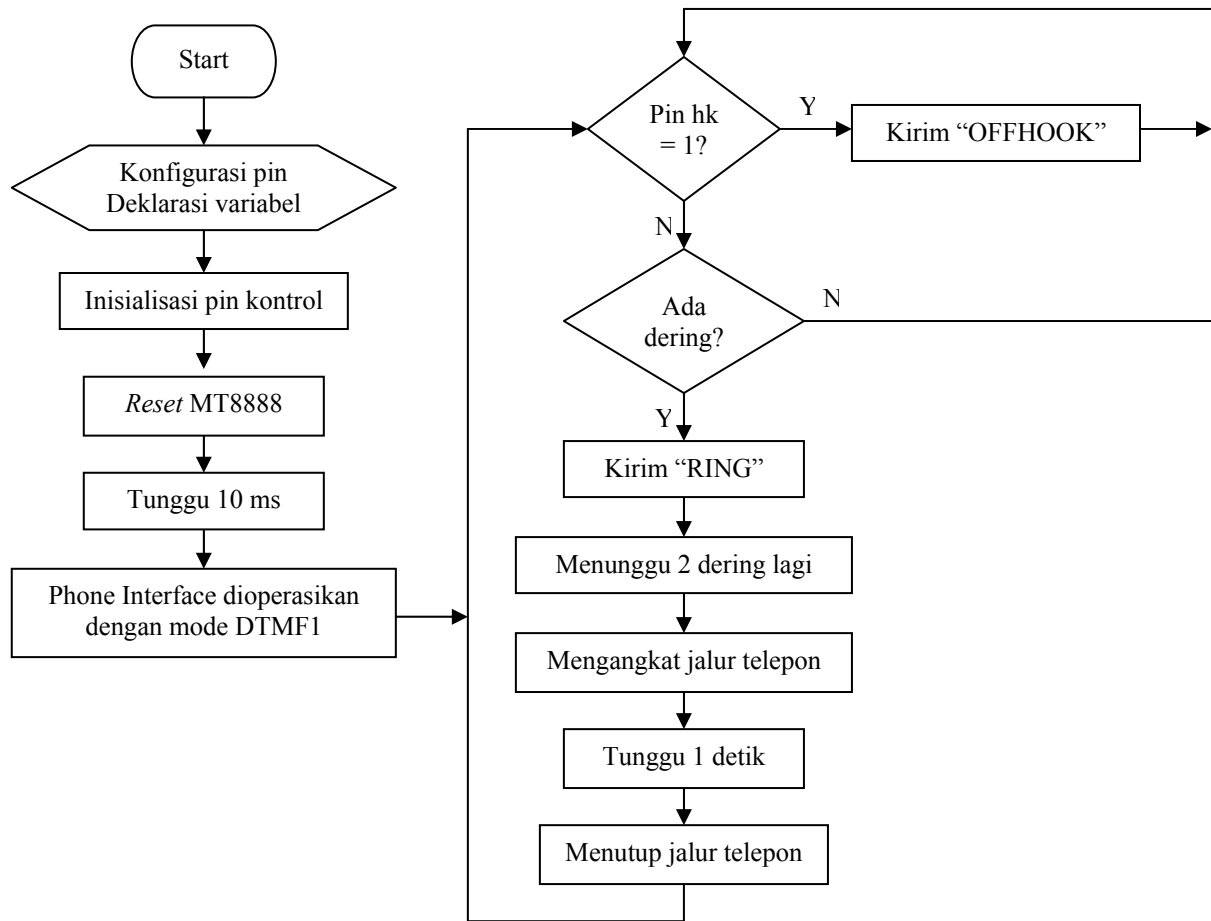 Start
Konfigurasi pin
Deklarasi variabel
Inisialisasi pin kontrol
Reset MT8888
Tunggu 10 ms
Phone Interface dioperasikan
dengan mode DTMF1
Pin hk
= 1?
Y
Kirim “OFFHOOK”
N
Ada
dering?
N
Y
Kirim “RING”
Menunggu 2 dering lagi
Mengangkat jalur telepon
Tunggu 1 detik
Menutup jalur telepon